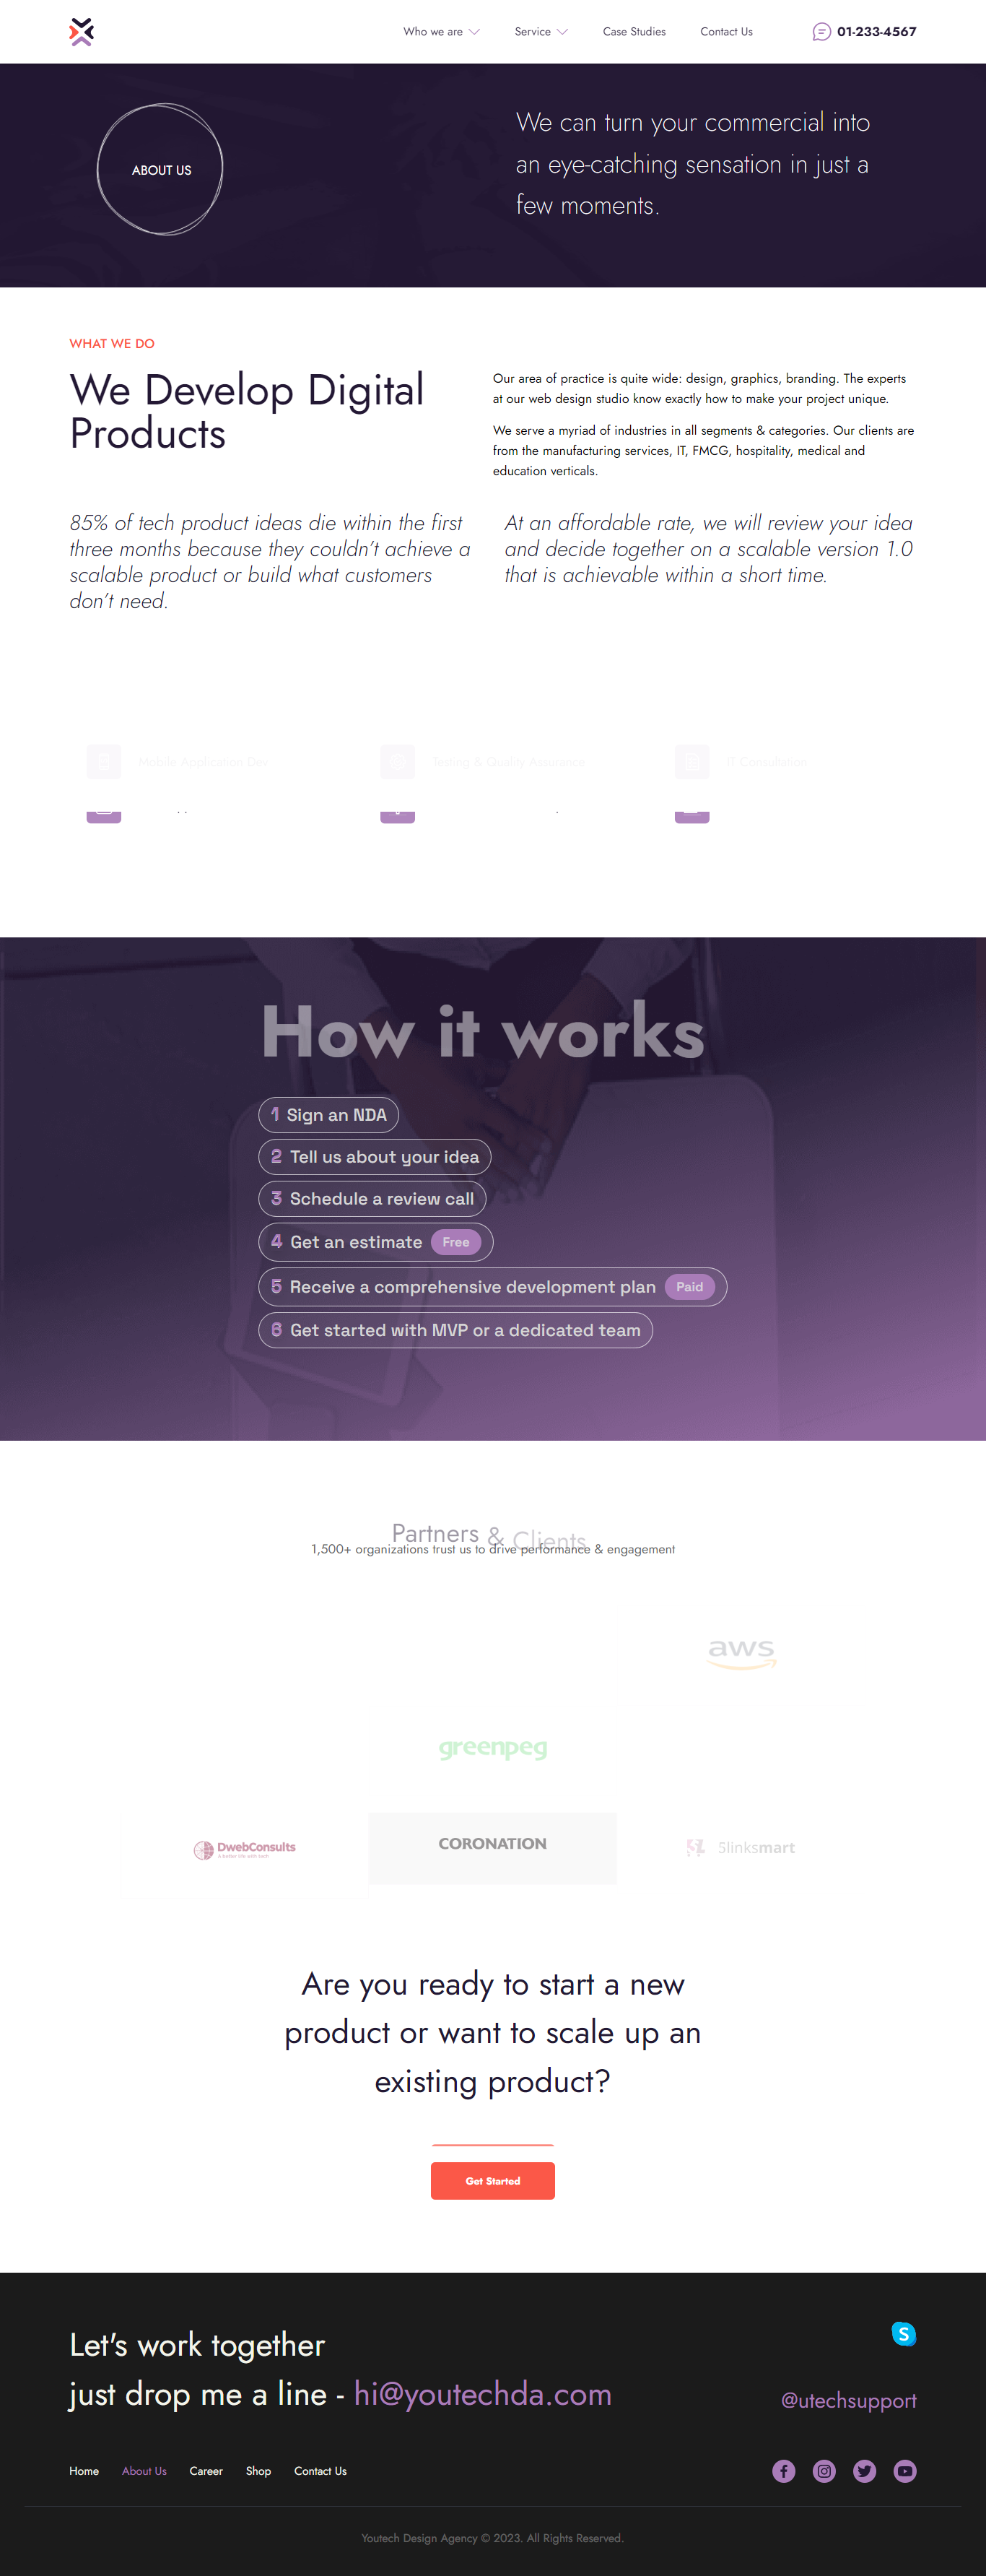 Who we are
Service
Case Studies
Contact Us
01-233-4567
ABOUT US
We can turn your commercial into
an eye-catching sensation in just a
few moments.
WHAT WE DO
We Develop Digital
Products
Our area of practice is quite wide: design, graphics, branding. The experts
at our web design studio know exactly how to make your project unique.
We serve a myriad of industries in all segments & categories. Our clients are
from the manufacturing services, IT, FMCG, hospitality, medical and
education verticals.
85% of tech product ideas die within the first
three months because they couldn't achieve a
scalable product or build what customers
don't need.
At an affordable rate, we will review your idea
and decide together on a scalable version 1.0
that is achievable within a short time.
Mobile Application Dev
Testing & Quality Assurance
IT Consultation
How it works
1 Sign an NDA
2 Tell us about your idea
3 Schedule a review call
4 Get an estimate Free
5 Receive a comprehensive development plan Paid
6 Get started with MVP or a dedicated team
Partners & Clients
1,500+ organizations trust us to drive performance & engagement
aws
greenpeg
DwebConsults
A better life with tech
CORONATION
5linksmart
Are you ready to start a new
product or want to scale up an
existing product?
Get Started
Let's work together
just drop me a line - hi@youtechda.com
@utechsupport
Home
About Us
Career
Shop
Contact Us
Youtech Design Agency © 2023. All Rights Reserved.